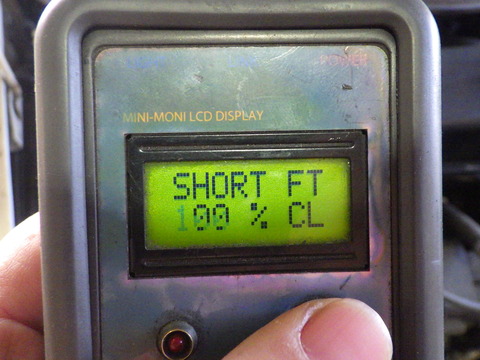 POWER
MINI-MONI LCD DISPLAY
SHORT FT
100 % CL